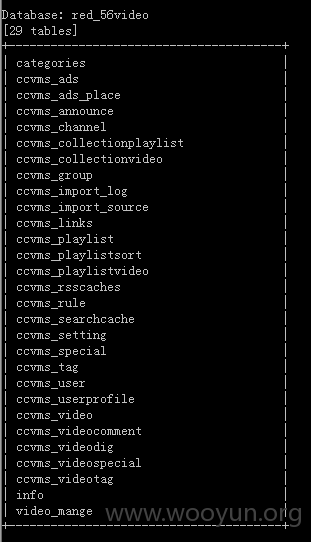 Database: red_56video
[29 tables]
+-----------------------------------+
| categories |
| ccvms_ads |
| ccvms_ads_place |
| ccvms_announce |
| ccvms_channel |
| ccvms_collectionplaylist |
| ccvms_collectionvideo |
| ccvms_group |
| ccvms_import_log |
| ccvms_import_source |
| ccvms_links |
| ccvms_playlist |
| ccvms_playlistsort |
| ccvms_playlistvideo |
| ccvms_rsscaches |
| ccvms_rule |
| ccvms_searchcache |
| ccvms_setting |
| ccvms_special |
| ccvms_tag |
| ccvms_user |
| ccvms_userprofile |
| ccvms_video |
| ccvms_videocomment |
| ccvms_videodig |
| ccvms_videospecial |
| ccvms_videotag |
| info |
| video_mange |
+-----------------------------------+
www.wooyun.org